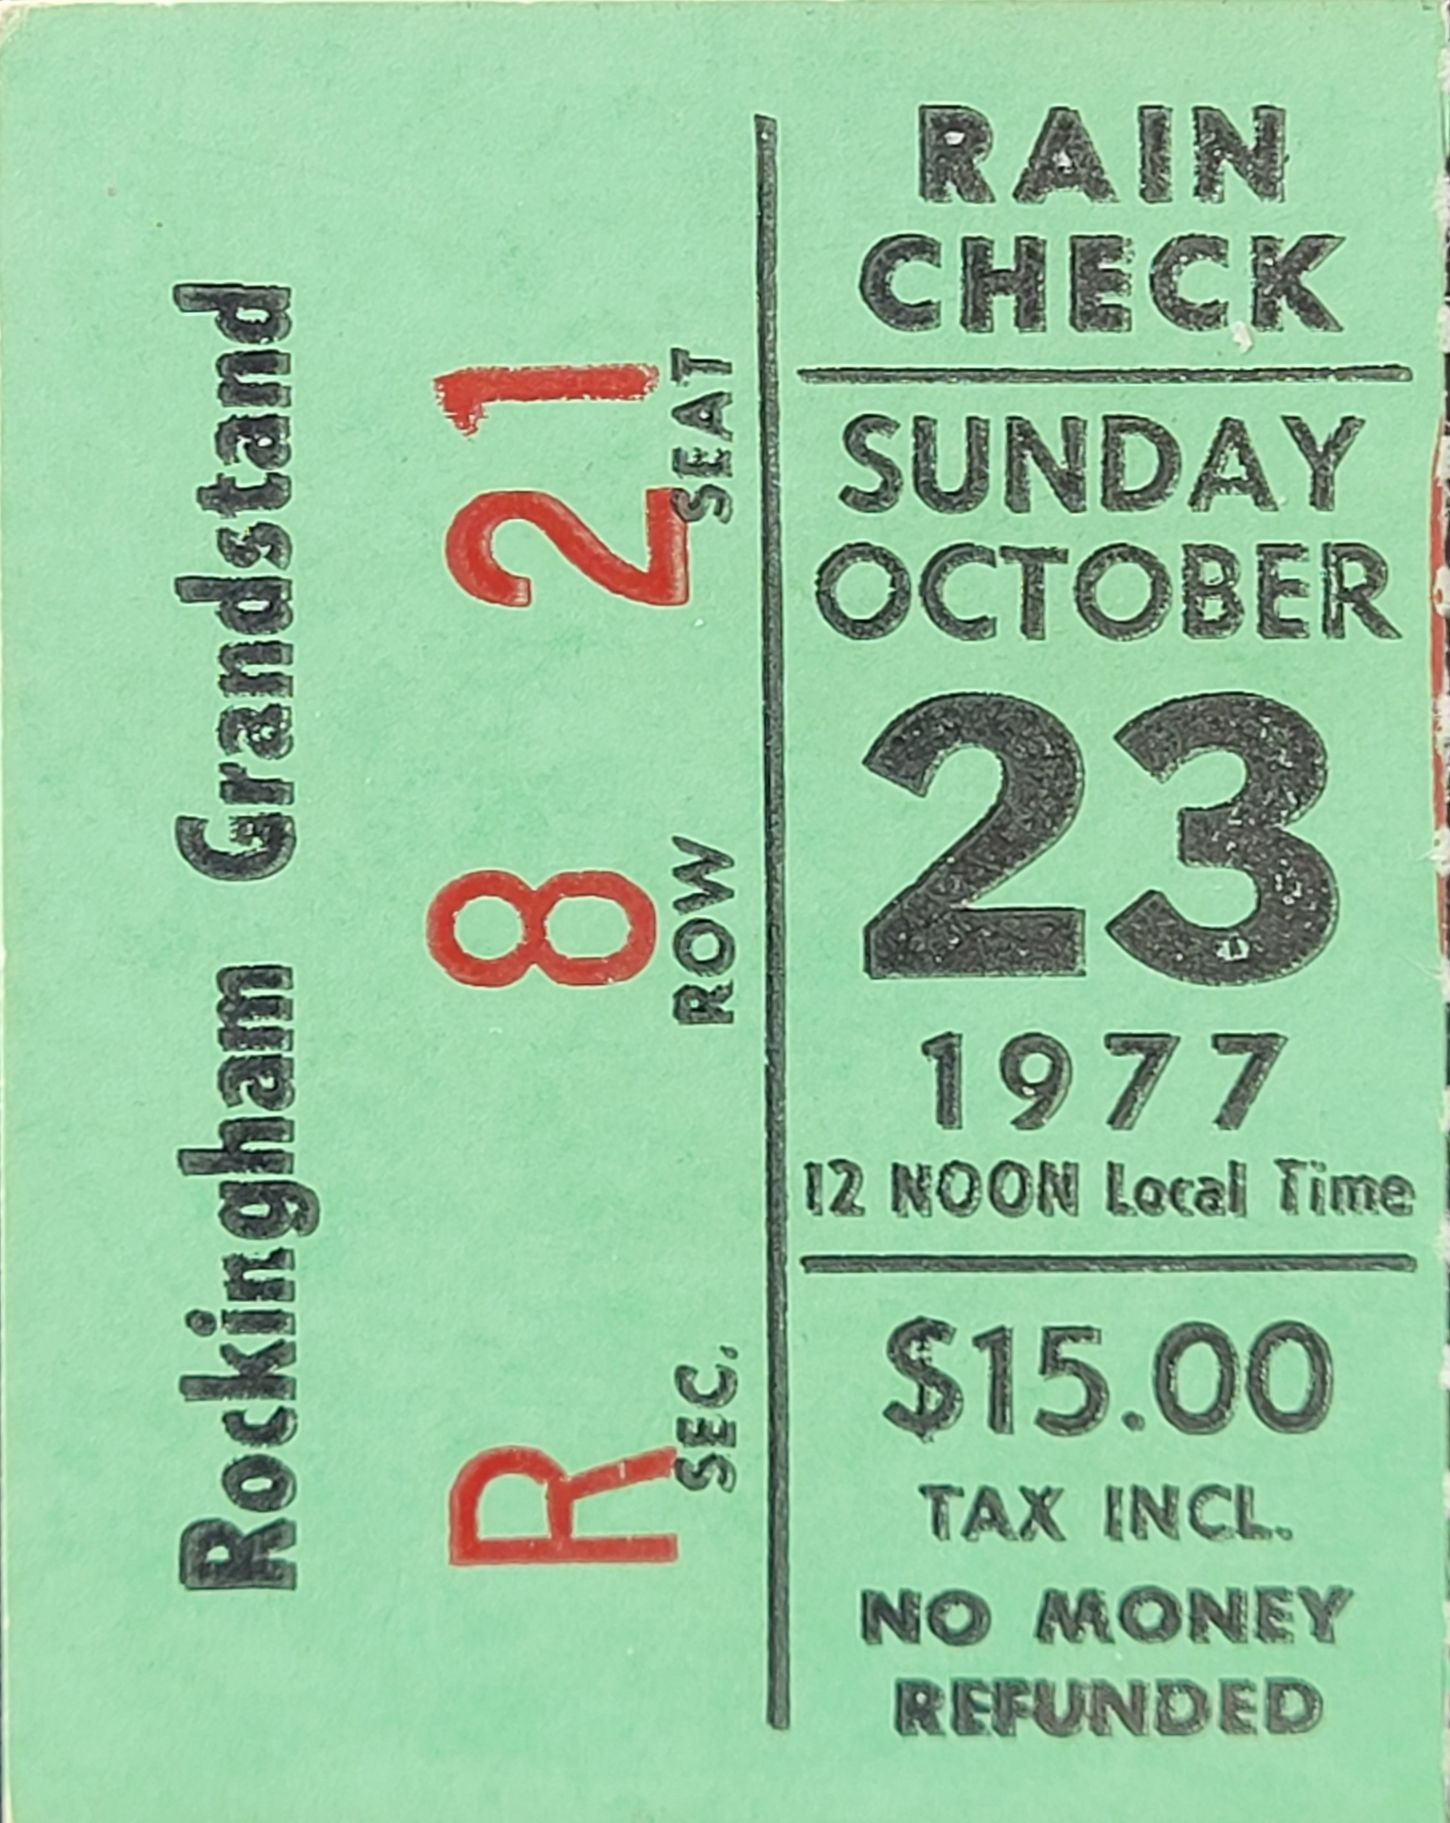 RAIN
CHECK
SUNDAY
OCTOBER
23
1977
12 NOON Local Time
$15.00
TAX INCL.
NO MONEY
REFUNDED
Rockingham Grandstand
R 8 21
SEC. ROW SEAT